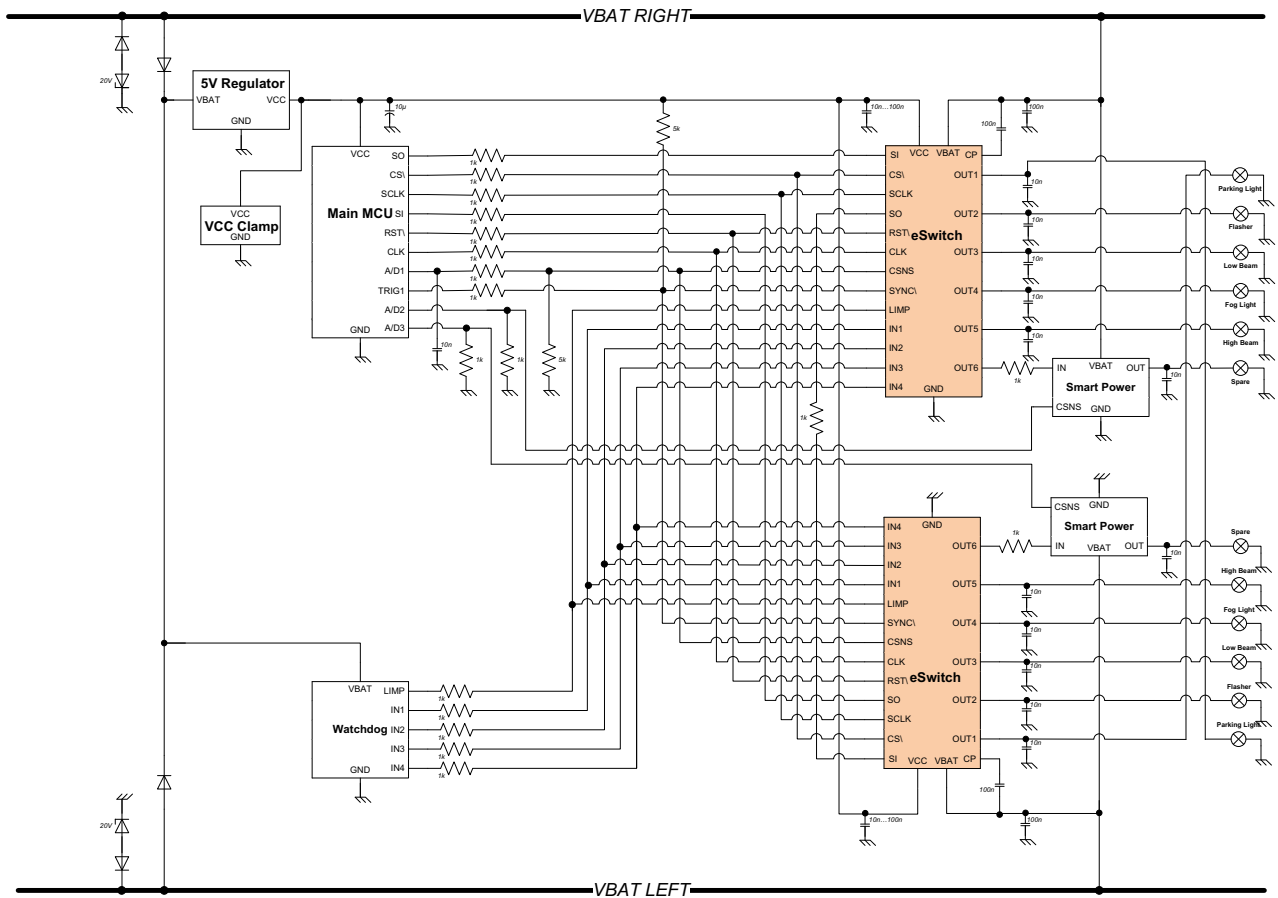 VBAT RIGHT
20V
5V Regulator
VBAT
VCC
GND
VCC
VCC Clamp
GND
10µ
5k
10n...100n
100n
100n
VCC
Main MCU
SO
CS\
SCLK
SI
RST\
CLK
A/D1
TRIG1
A/D2
A/D3
GND
1k
1k
1k
1k
1k
1k
1k
1k
10n
1k
1k
5k
1k
VCC
VBAT
CP
SI
CS\
SCLK
SO
RST\
eSwitch
CLK
CSNS
SYNC\
LIMP
IN1
IN2
IN3
IN4
GND
OUT1
OUT2
OUT3
OUT4
OUT5
OUT6
10n
10n
10n
10n
10n
1k
IN
VBAT
OUT
Smart Power
CSNS
GND
10n
Parking Light
Flasher
Low Beam
Fog Light
High Beam
Spare
CSNS
GND
Smart Power
IN
VBAT
OUT
10n
1k
IN4
GND
IN3
IN2
IN1
LIMP
SYNC\
CSNS
CLK
RST\
eSwitch
SO
SCLK
CS\
SI
VCC
VBAT
CP
OUT6
OUT5
OUT4
OUT3
OUT2
OUT1
10n
10n
10n
10n
10n
Spare
High Beam
Fog Light
Low Beam
Flasher
Parking Light
VBAT
LIMP
IN1
Watchdog
IN2
IN3
GND
IN4
1k
1k
1k
1k
1k
20V
100n
10n...100n
100n
VBAT LEFT